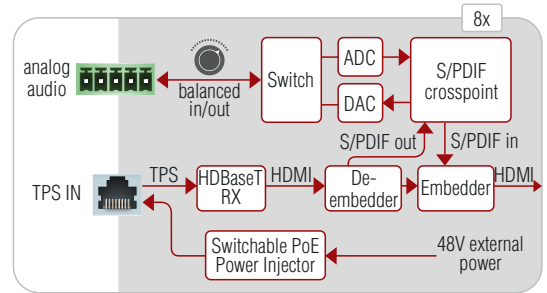 8x
analog
audio
balanced
in/out
Switch
ADC
DAC
S/PDIF
crosspoint
S/PDIF out
S/PDIF in
TPS IN
TPS
HDBaseT
RX
HDMI
De-
embedder
Embedder
HDMI
Switchable PoE
Power Injector
48V external
power